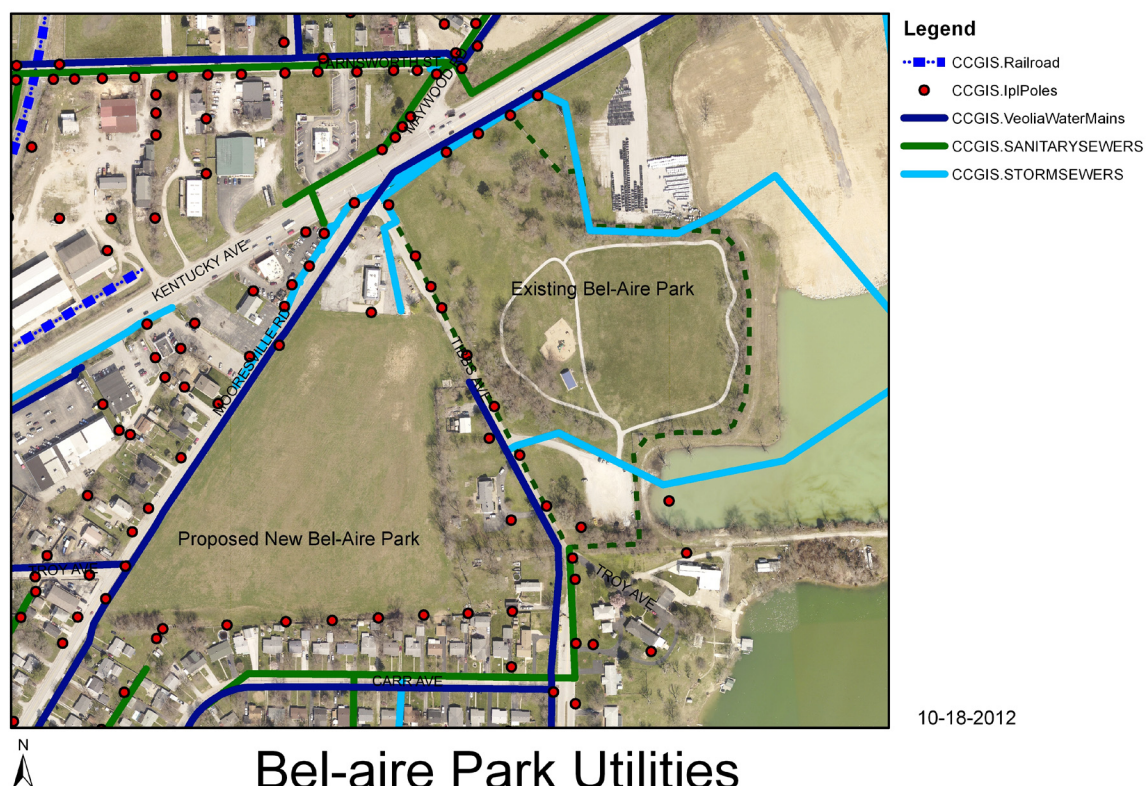 Legend
CCGIS.Railroad
CCGIS.IplPoles
CCGIS.VeoliaWaterMains
CCGIS.SANITARYSEWERS
CCGIS.STORMSEWERS
ARNSWORTH ST
MAYWOOD RD
KENTUCKY AVE
Existing Bel-Aire Park
MOORESVILLE RD
TIBBS AVE
Proposed New Bel-Aire Park
TROY AVE
TROY AVE
CARR AVE
10-18-2012
N
Bel-aire Park Utilities